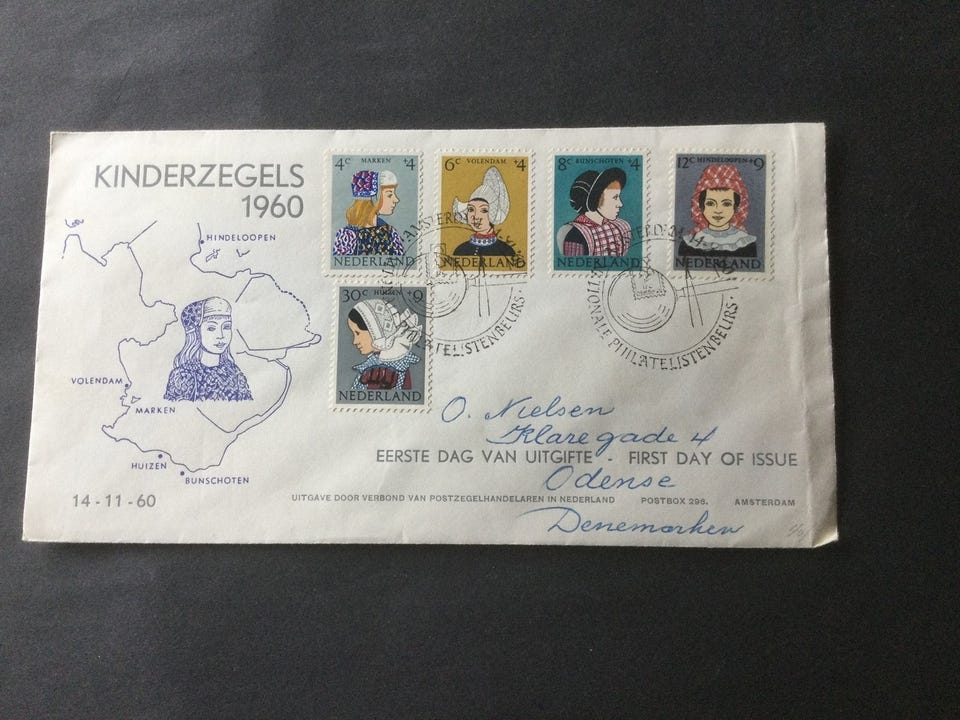 KINDERZEGELS
1960
4c MARKEN +4
NEDERLAND
6c VOLENDAM +4
NEDERLAND
8c BUNSCHOTEN +4
NEDERLAND
12c HINDELOOPEN +9
NEDERLAND
30c HUIZEN +9
NEDERLAND
PHILATELISTENBEURS
PHILATELISTENBEURS
HINDELOOPEN
VOLENDAM
MARKEN
HUIZEN
BUNSCHOTEN
14-11-60
O. Nielsen
Klaregade 4
EERSTE DAG VAN UITGIFTE - FIRST DAY OF ISSUE
Odense
UITGAVE DOOR VERBOND VAN POSTZEGELHANDELAREN IN NEDERLAND POSTBOX 296. AMSTERDAM
Denemarken